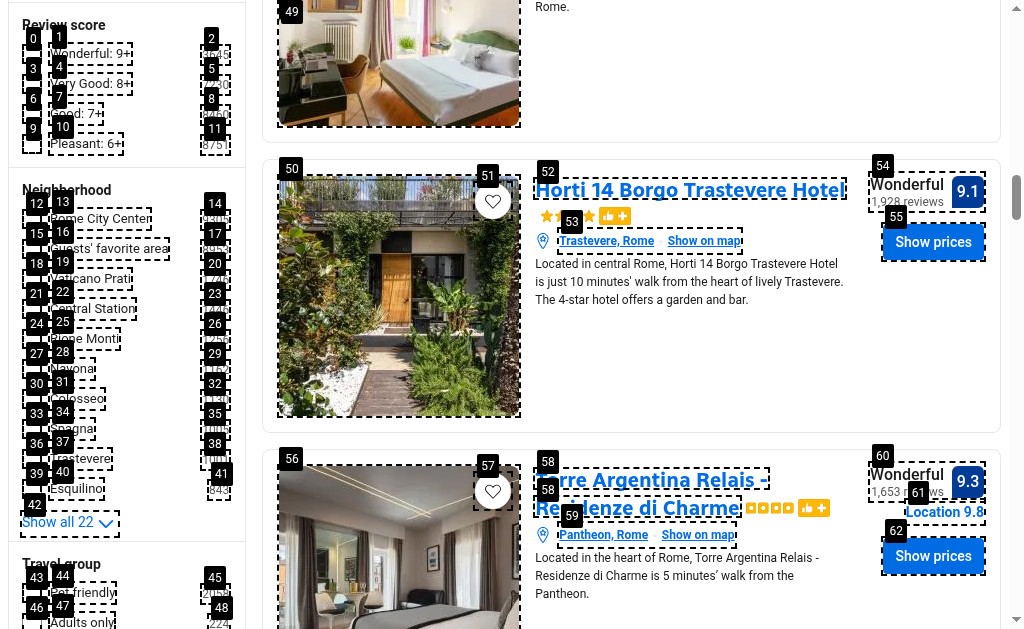 Review score
0
1
2
Wonderful: 9+
3
4
5
Very Good: 8+
7230
6
7
8
Good: 7+
8460
9
10
11
Pleasant: 6+
8751
Neighborhood
12
13
14
Rome City Center
15
16
17
Guests' favorite area
18
19
20
Vaticano Prati
21
22
23
Central Station
24
25
26
Rione Monti
27
28
29
Navona
30
31
32
Colosseo
33
34
35
Spagna
36
37
38
Trastevere
39
40
41
Esquilino
843
42
Show all 22
Travel group
43
44
45
Pet friendly
46
47
48
Adults only
224
49
Rome.
50
51
52
Horti 14 Borgo Trastevere Hotel
53
Trastevere, Rome
Show on map
Located in central Rome, Horti 14 Borgo Trastevere Hotel
is just 10 minutes' walk from the heart of lively Trastevere.
The 4-star hotel offers a garden and bar.
54
Wonderful
1,928 reviews
9.1
55
Show prices
56
57
58
Torre Argentina Relais -
58
Residenze di Charme
59
Pantheon, Rome
Show on map
Located in the heart of Rome, Torre Argentina Relais -
Residenze di Charme is 5 minutes' walk from the
Pantheon.
60
Wonderful
1,653 reviews
9.3
61
Location 9.8
62
Show prices